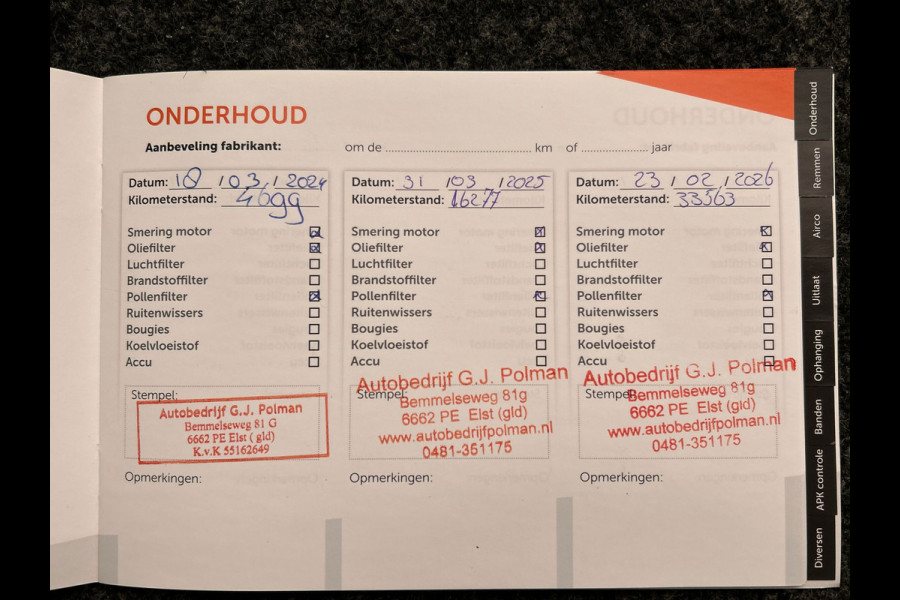 ONDERHOUD
Aanbeveling fabrikant: om de ........................................ km of .................. jaar
Datum: 18 / 03 / 2024
Kilometerstand: 4699
Smering motor
Oliefilter
Luchtfilter
Brandstoffilter
Pollenfilter
Ruitenwissers
Bougies
Koelvloeistof
Accu
Stempel:
Autobedrijf G.J. Polman
Bemmelseweg 81 G
6662 PE Elst ( gld)
K.v.K 55162649
Opmerkingen:
Datum: 31 / 03 / 2025
Kilometerstand: 16277
Smering motor
Oliefilter
Luchtfilter
Brandstoffilter
Pollenfilter
Ruitenwissers
Bougies
Koelvloeistof
Accu
Stempel:
Autobedrijf G.J. Polman
Bemmelseweg 81g
6662 PE Elst (gld)
www.autobedrijfpolman.nl
0481-351175
Opmerkingen:
Datum: 23 / 02 / 2026
Kilometerstand: 33563
Smering motor
Oliefilter
Luchtfilter
Brandstoffilter
Pollenfilter
Ruitenwissers
Bougies
Koelvloeistof
Accu
Stempel:
Autobedrijf G.J. Polman
Bemmelseweg 81g
6662 PE Elst (gld)
www.autobedrijfpolman.nl
0481-351175
Opmerkingen:
Onderhoud
Remmen
Airco
Uitlaat
Ophanging
Banden
APK controle
Diversen